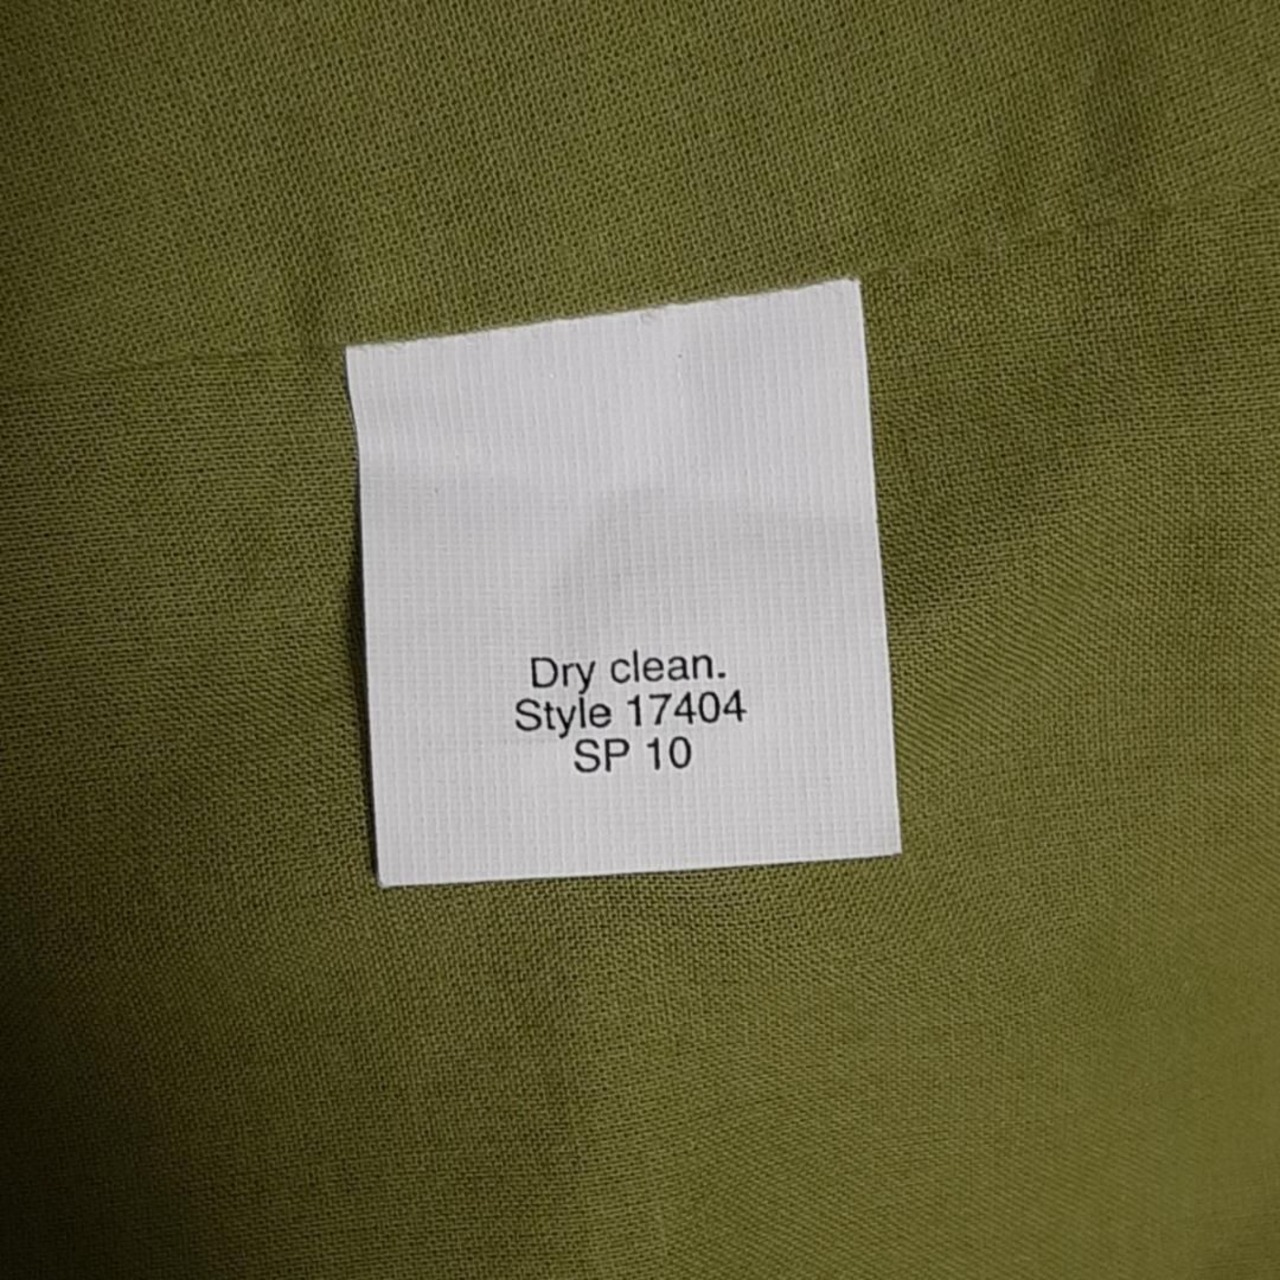 Dry clean.
Style 17404
SP 10